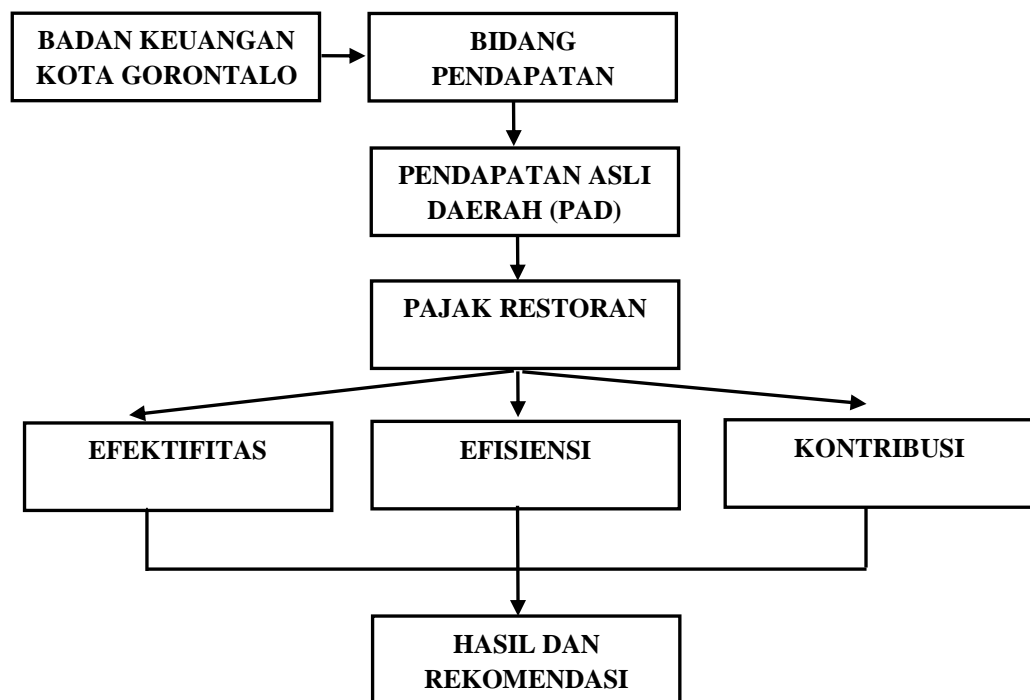 BADAN KEUANGAN
KOTA GORONTALO
BIDANG
PENDAPATAN
PENDAPATAN ASLI
DAERAH (PAD)
PAJAK RESTORAN
EFEKTIFITAS
EFISIENSI
KONTRIBUSI
HASIL DAN
REKOMENDASI